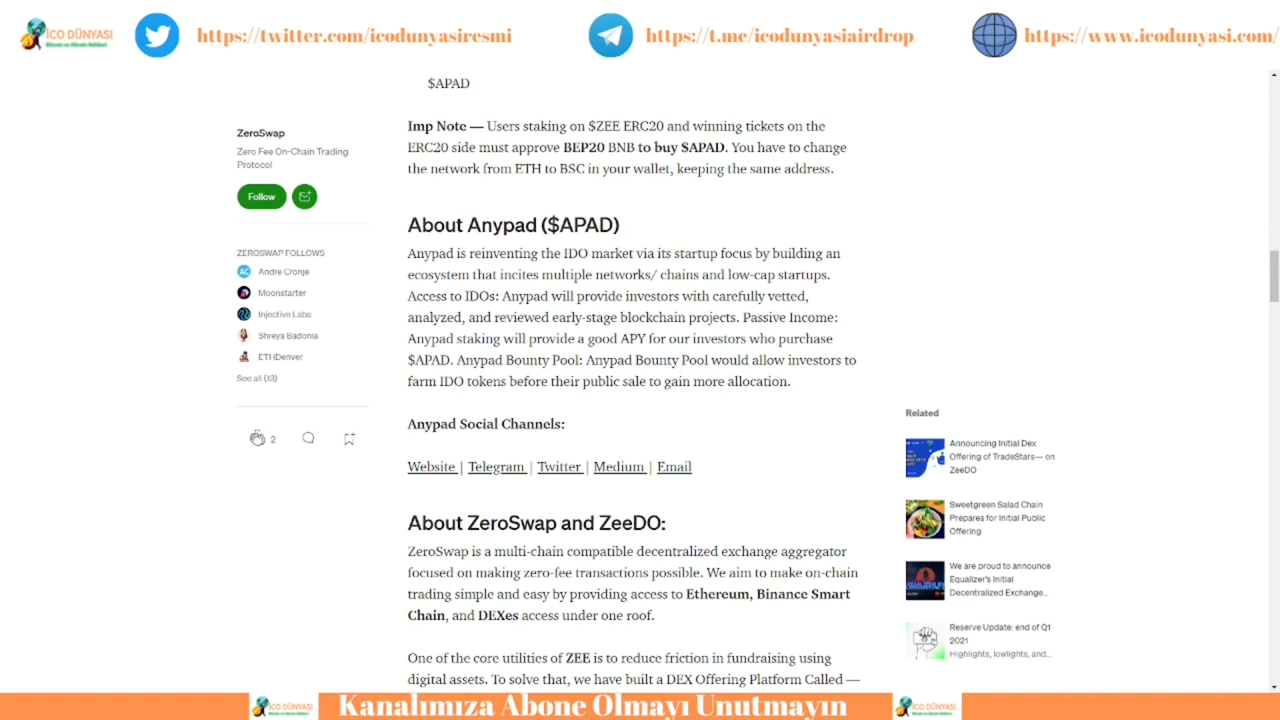 İCO DÜNYASI
Bitcoin ve Altcoin Rehberi
https://twitter.com/icodunyasiresmi
https://t.me/icodunyasiairdrop
https://www.icodunyasi.com/
$APAD
Imp Note — Users staking on $ZEE ERC20 and winning tickets on the
ERC20 side must approve BEP20 BNB to buy $APAD. You have to change
the network from ETH to BSC in your wallet, keeping the same address.
ZeroSwap
Zero Fee On-Chain Trading
Protocol
Follow
ZEROSWAP FOLLOWS
AC Andre Cronje
Moonstarter
Injective Labs
Shreya Badonia
ETHDenver
See all (13)
2
About Anypad ($APAD)
Anypad is reinventing the IDO market via its startup focus by building an
ecosystem that incites multiple networks/ chains and low-cap startups.
Access to IDOs: Anypad will provide investors with carefully vetted,
analyzed, and reviewed early-stage blockchain projects. Passive Income:
Anypad staking will provide a good APY for our investors who purchase
$APAD. Anypad Bounty Pool: Anypad Bounty Pool would allow investors to
farm IDO tokens before their public sale to gain more allocation.
Anypad Social Channels:
Website | Telegram | Twitter | Medium | Email
About ZeroSwap and ZeeDO:
ZeroSwap is a multi-chain compatible decentralized exchange aggregator
focused on making zero-fee transactions possible. We aim to make on-chain
trading simple and easy by providing access to Ethereum, Binance Smart
Chain, and DEXes access under one roof.
One of the core utilities of ZEE is to reduce friction in fundraising using
digital assets. To solve that, we have built a DEX Offering Platform Called —
Related
Announcing Initial Dex
Offering of TradeStars— on
ZeeDO
Sweetgreen Salad Chain
Prepares for Initial Public
Offering
We are proud to announce
Equalizer's Initial
Decentralized Exchange...
Reserve Update: end of Q1
2021
Highlights, lowlights, and...
İCO DÜNYASI
Kanalımıza Abone Olmayı Unutmayın
İCO DÜNYASI